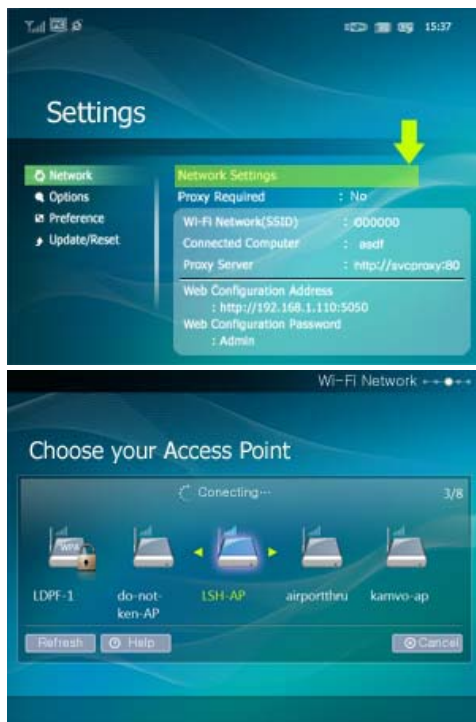 15:37
Settings
Network
Options
Preference
Update/Reset
Network Settings
Proxy Required : No
Wi-Fi Network(SSID) : 000000
Connected Computer : asdf
Proxy Server : http://svcproxy:80
Web Configuration Address
: http://192.168.1.110:5050
Web Configuration Password
: Admin
Wi-Fi Network
Choose your Access Point
Conecting...
3/8
WPA
LDPF-1
do-not-
ken-AP
LSH-AP
airportthru
kamvo-ap
Refresh
Help
Cancel